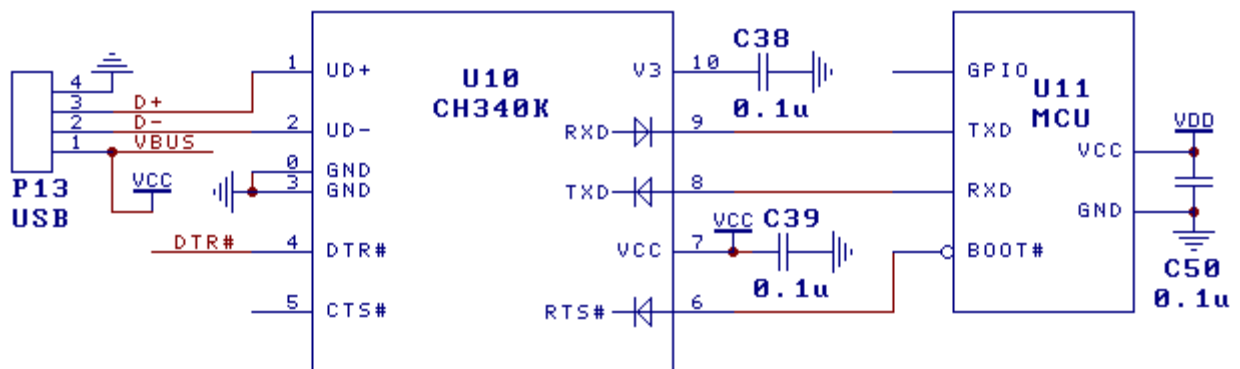 4
3
2
1
D+
D-
VBUS
VCC
P13
USB
DTR#
1
2
0
3
4
5
UD+
UD-
GND
GND
DTR#
CTS#
U10
CH340K
V3
RXD
TXD
VCC
RTS#
10
9
8
7
6
C38
0.1u
VCC
C39
0.1u
GPIO
TXD
RXD
BOOT#
U11
MCU
VCC
GND
VDD
C50
0.1u